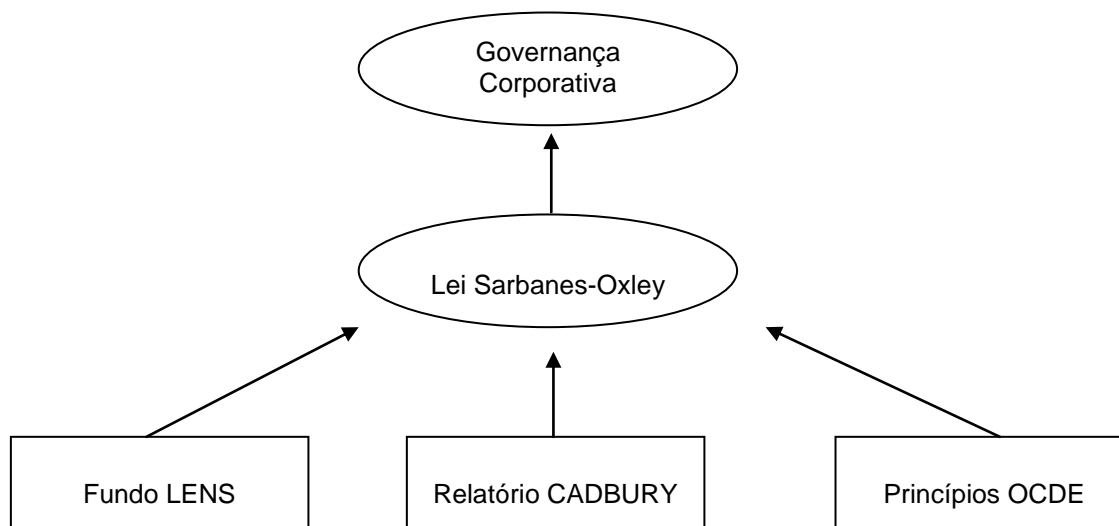 Governança
Corporativa
Lei Sarbanes-Oxley
Fundo LENS
Relatório CADBURY
Princípios OCDE